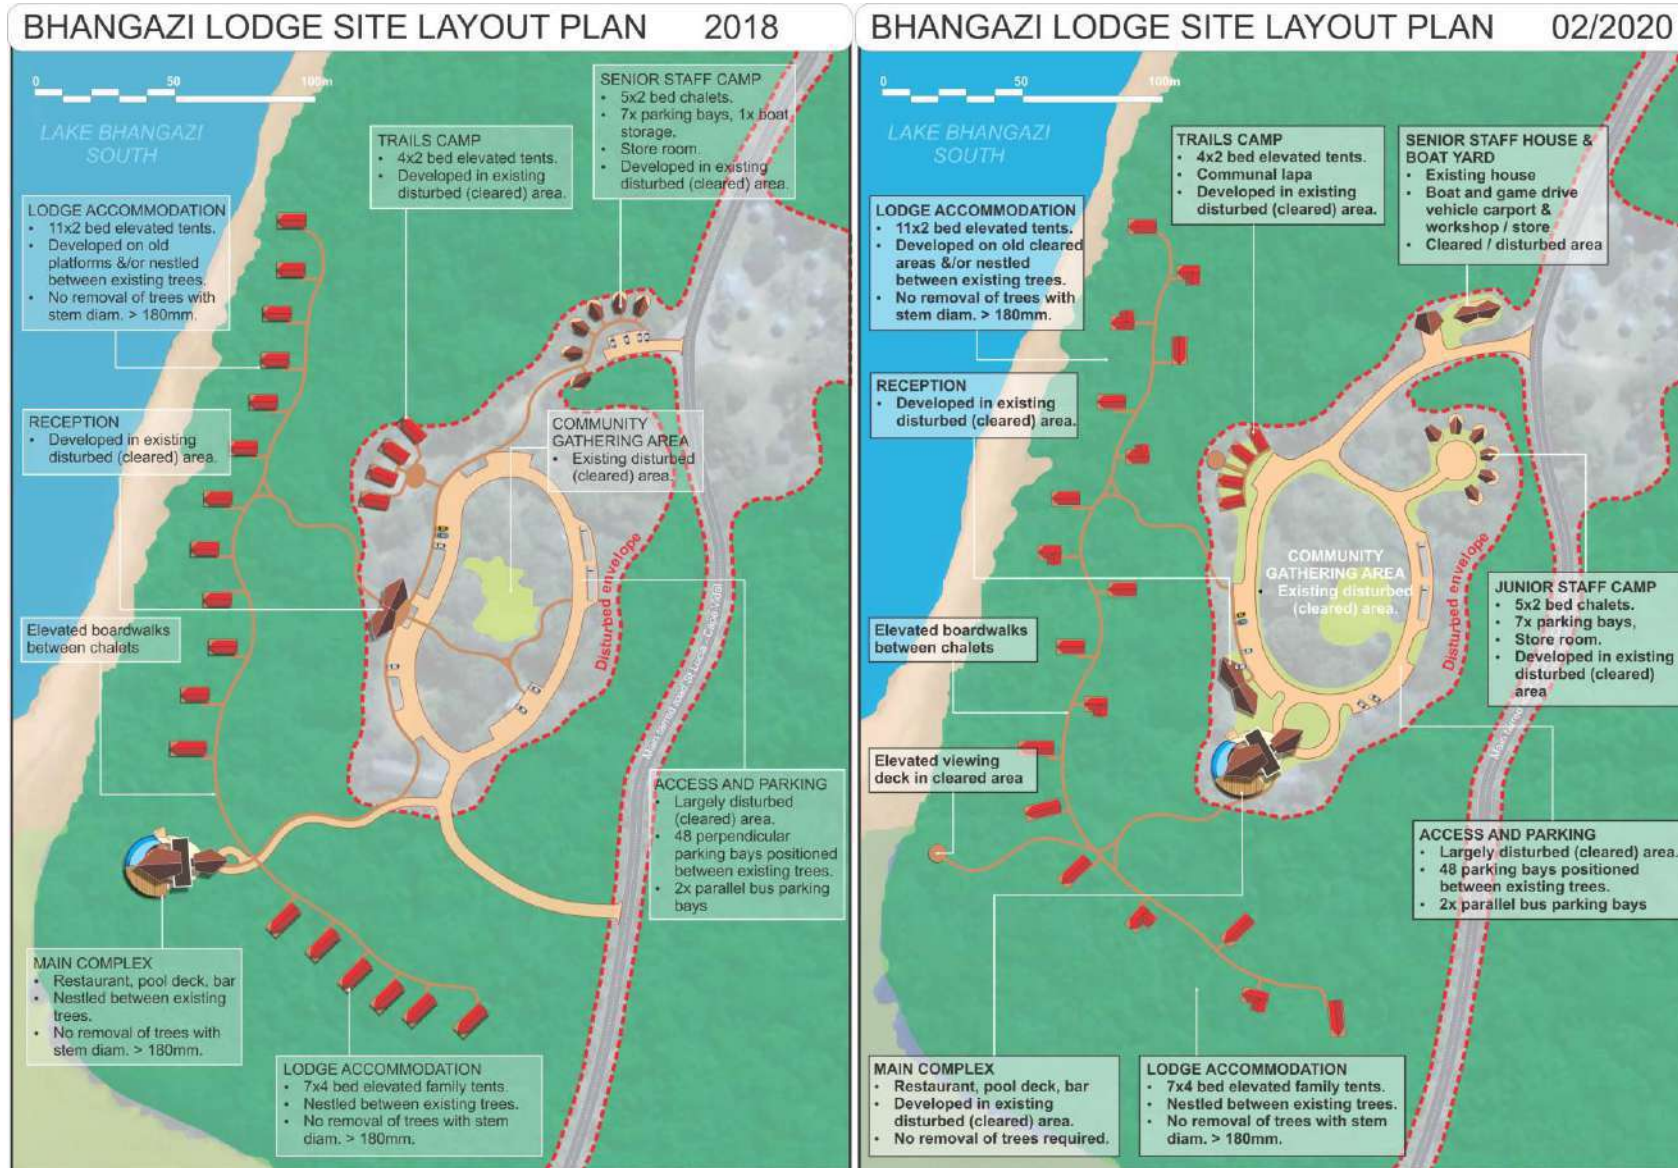 BHANGAZI LODGE SITE LAYOUT PLAN 2018
0 50 100m
LAKE BHANGAZI
SOUTH
SENIOR STAFF CAMP
• 5x2 bed chalets.
• 7x parking bays, 1x boat
storage.
• Store room.
• Developed in existing
disturbed (cleared) area.
TRAILS CAMP
• 4x2 bed elevated tents.
• Developed in existing
disturbed (cleared) area.
LODGE ACCOMMODATION
• 11x2 bed elevated tents.
• Developed on old
platforms &/or nestled
between existing trees.
• No removal of trees with
stem diam. > 180mm.
RECEPTION
• Developed in existing
disturbed (cleared) area.
COMMUNITY
GATHERING AREA
• Existing disturbed
(cleared) area.
Disturbed envelope
Elevated boardwalks
between chalets
ACCESS AND PARKING
• Largely disturbed
(cleared) area.
• 48 perpendicular
parking bays positioned
between existing trees.
• 2x parallel bus parking
bays
MAIN COMPLEX
• Restaurant, pool deck, bar
• Nestled between existing
trees.
• No removal of trees with
stem diam. > 180mm.
LODGE ACCOMMODATION
• 7x4 bed elevated family tents.
• Nestled between existing trees.
• No removal of trees with stem
diam. > 180mm.
BHANGAZI LODGE SITE LAYOUT PLAN 02/2020
0 50 100m
LAKE BHANGAZI
SOUTH
TRAILS CAMP
• 4x2 bed elevated tents.
• Communal lapa
• Developed in existing
disturbed (cleared) area.
SENIOR STAFF HOUSE &
BOAT YARD
• Existing house
• Boat and game drive
vehicle carport &
workshop / store
• Cleared / disturbed area
LODGE ACCOMMODATION
• 11x2 bed elevated tents.
• Developed on old cleared
areas &/or nestled
between existing trees.
• No removal of trees with
stem diam. > 180mm.
RECEPTION
• Developed in existing
disturbed (cleared) area.
COMMUNITY
GATHERING AREA
• Existing disturbed
(cleared) area.
Disturbed envelope
JUNIOR STAFF CAMP
• 5x2 bed chalets.
• 7x parking bays,
• Store room.
• Developed in existing
disturbed (cleared)
area
Elevated boardwalks
between chalets
Elevated viewing
deck in cleared area
ACCESS AND PARKING
• Largely disturbed (cleared) area.
• 48 parking bays positioned
between existing trees.
• 2x parallel bus parking bays
MAIN COMPLEX
• Restaurant, pool deck, bar
• Developed in existing
disturbed (cleared) area.
• No removal of trees required.
LODGE ACCOMMODATION
• 7x4 bed elevated family tents.
• Nestled between existing trees.
• No removal of trees with stem
diam. > 180mm.